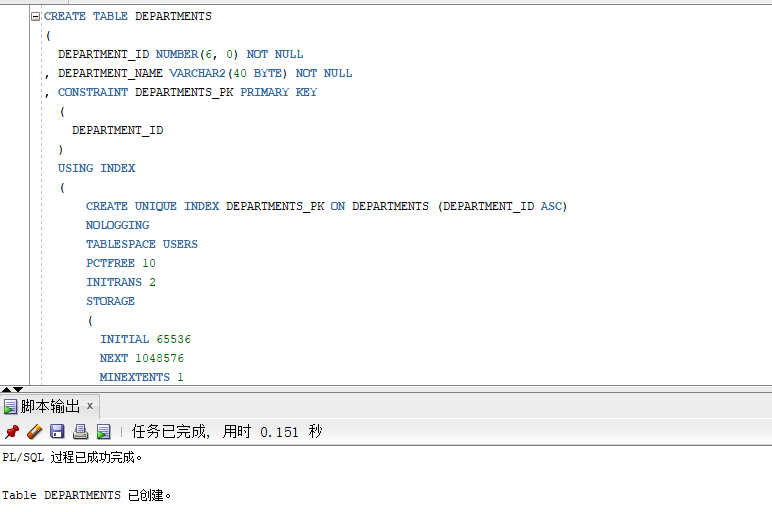 CREATE TABLE DEPARTMENTS
(
DEPARTMENT_ID NUMBER(6, 0) NOT NULL
, DEPARTMENT_NAME VARCHAR2(40 BYTE) NOT NULL
, CONSTRAINT DEPARTMENTS_PK PRIMARY KEY
(
DEPARTMENT_ID
)
USING INDEX
(
CREATE UNIQUE INDEX DEPARTMENTS_PK ON DEPARTMENTS (DEPARTMENT_ID ASC)
NOLOGGING
TABLESPACE USERS
PCTFREE 10
INITRANS 2
STORAGE
(
INITIAL 65536
NEXT 1048576
MINEXTENTS 1
脚本输出 x
任务已完成, 用时 0.151 秒
PL/SQL 过程已成功完成。
Table DEPARTMENTS 已创建。